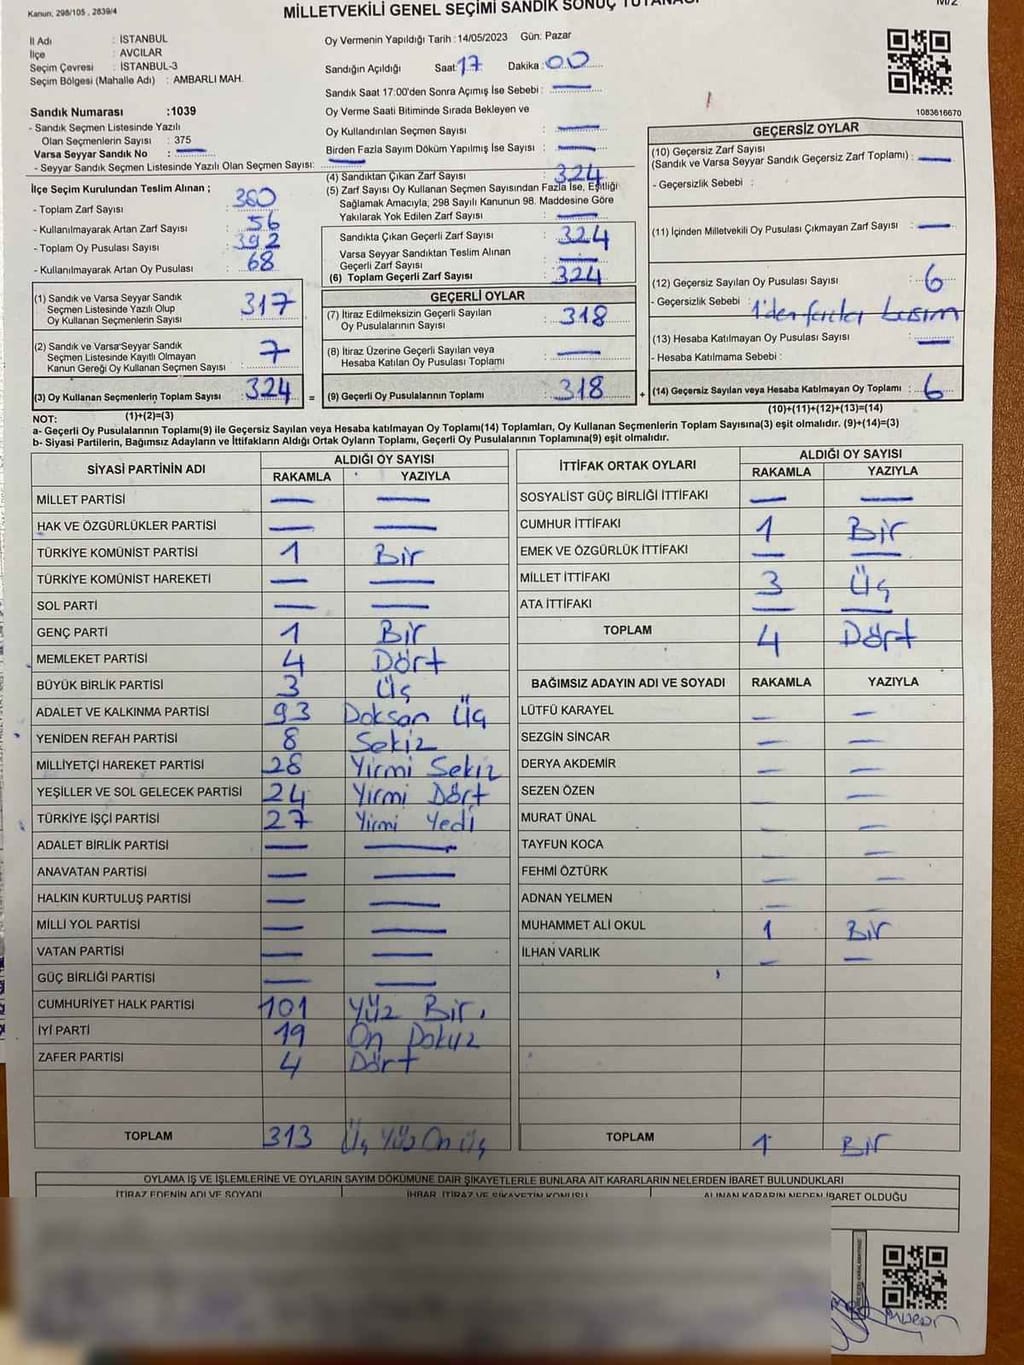 Kanun, 298/105 , 2839/4
MİLLETVEKİLİ GENEL SEÇİMİ SANDIK SONUÇ TUTANAĞI
M/2
İl Adı : İSTANBUL
İlçe : AVCILAR
Seçim Çevresi : İSTANBUL-3
Seçim Bölgesi (Mahalle Adı) : AMBARLI MAH.
Sandık Numarası :1039
- Sandık Seçmen Listesinde Yazılı
Olan Seçmenlerin Sayısı : 375
Varsa Seyyar Sandık No : —
- Seyyar Sandık Seçmen Listesinde Yazılı Olan Seçmen Sayısı: —
Oy Vermenin Yapıldığı Tarih :14/05/2023 Gün: Pazar
Sandığın Açıldığı Saat: 17 Dakika: 00
Sandık Saat 17:00'den Sonra Açımış İse Sebebi : —
Oy Verme Saati Bitiminde Sırada Bekleyen ve
Oy Kullandırılan Seçmen Sayısı : —
Birden Fazla Sayım Döküm Yapılmış İse Sayısı : —
1083616670
İlçe Seçim Kurulundan Teslim Alınan ;
- Toplam Zarf Sayısı : 380
- Kullanılmayarak Artan Zarf Sayısı : 56
- Toplam Oy Pusulası Sayısı : 392
- Kullanılmayarak Artan Oy Pusulası : 68
(4) Sandıktan Çıkan Zarf Sayısı : 324
(5) Zarf Sayısı Oy Kullanan Seçmen Sayısından Fazla İse, Eşitliği
Sağlamak Amacıyla, 298 Sayılı Kanunun 98. Maddesine Göre
Yakılarak Yok Edilen Zarf Sayısı : —
Sandıkta Çıkan Geçerli Zarf Sayısı : 324
Varsa Seyyar Sandıktan Teslim Alınan
Geçerli Zarf Sayısı : —
(6) Toplam Geçerli Zarf Sayısı : 324
GEÇERSİZ OYLAR
(10) Geçersiz Zarf Sayısı
(Sandık ve Varsa Seyyar Sandık Geçersiz Zarf Toplamı) : —
- Geçersizlik Sebebi :
(11) İçinden Milletvekili Oy Pusulası Çıkmayan Zarf Sayısı : —
(12) Geçersiz Sayılan Oy Pusulası Sayısı : 6
- Geçersizlik Sebebi : 1'den fazla basım
(13) Hesaba Katılmayan Oy Pusulası Sayısı : —
- Hesaba Katılmama Sebebi :
(14) Geçersiz Sayılan veya Hesaba Katılmayan Oy Toplamı : 6
(10)+(11)+(12)+(13)=(14)
(1) Sandık ve Varsa Seyyar Sandık
Seçmen Listesinde Yazılı Olup
Oy Kullanan Seçmenlerin Sayısı : 317
(2) Sandık ve Varsa Seyyar Sandık
Seçmen Listesinde Kayıtlı Olmayan
Kanun Gereği Oy Kullanan Seçmen Sayısı : 7
(3) Oy Kullanan Seçmenlerin Toplam Sayısı : 324
(1)+(2)=(3)
GEÇERLİ OYLAR
(7) İtiraz Edilmeksizin Geçerli Sayılan
Oy Pusulalarının Sayısı : 318
(8) İtiraz Üzerine Geçerli Sayılan veya
Hesaba Katılan Oy Pusulası Toplamı : —
(9) Geçerli Oy Pusulalarının Toplamı : 318
NOT:
a- Geçerli Oy Pusulalarının Toplamı(9) ile Geçersiz Sayılan veya Hesaba katılmayan Oy Toplamı(14) Toplamları, Oy Kullanan Seçmenlerin Toplam Sayısına(3) eşit olmalıdır. (9)+(14)=(3)
b- Siyasi Partilerin, Bağımsız Adayların ve İttifakların Aldığı Ortak Oyların Toplamı, Geçerli Oy Pusulalarının Toplamına(9) eşit olmalıdır.
SİYASİ PARTİNİN ADI ALDIĞI OY SAYISI
RAKAMLA YAZIYLA
MİLLET PARTİSİ — —
HAK VE ÖZGÜRLÜKLER PARTİSİ — —
TÜRKİYE KOMÜNİST PARTİSİ 1 Bir
TÜRKİYE KOMÜNİST HAREKETİ — —
SOL PARTİ — —
GENÇ PARTİ 1 Bir
MEMLEKET PARTİSİ 4 Dört
BÜYÜK BİRLİK PARTİSİ 3 Üç
ADALET VE KALKINMA PARTİSİ 93 Doksan Üç
YENİDEN REFAH PARTİSİ 8 Sekiz
MİLLİYETÇİ HAREKET PARTİSİ 28 Yirmi Sekiz
YEŞİLLER VE SOL GELECEK PARTİSİ 24 Yirmi Dört
TÜRKİYE İŞÇİ PARTİSİ 27 Yirmi Yedi
ADALET BİRLİK PARTİSİ — —
ANAVATAN PARTİSİ — —
HALKIN KURTULUŞ PARTİSİ — —
MİLLİ YOL PARTİSİ — —
VATAN PARTİSİ — —
GÜÇ BİRLİĞİ PARTİSİ — —
CUMHURİYET HALK PARTİSİ 101 Yüz Bir
İYİ PARTİ 19 On Dokuz
ZAFER PARTİSİ 4 Dört
TOPLAM 313 Üç Yüz On Üç
İTTİFAK ORTAK OYLARI ALDIĞI OY SAYISI
RAKAMLA YAZIYLA
SOSYALİST GÜÇ BİRLİĞİ İTTİFAKI — —
CUMHUR İTTİFAKI 1 Bir
EMEK VE ÖZGÜRLÜK İTTİFAKI — —
MİLLET İTTİFAKI 3 Üç
ATA İTTİFAKI — —
TOPLAM 4 Dört
BAĞIMSIZ ADAYIN ADI VE SOYADI RAKAMLA YAZIYLA
LÜTFÜ KARAYEL — —
SEZGİN SİNCAR — —
DERYA AKDEMİR — —
SEZEN ÖZEN — —
MURAT ÜNAL — —
TAYFUN KOCA — —
FEHMİ ÖZTÜRK — —
ADNAN YELMEN — —
MUHAMMET ALİ OKUL 1 Bir
İLHAN VARLIK — —
TOPLAM 1 Bir
OYLAMA İŞ VE İŞLEMLERİNE VE OYLARIN SAYIM DÖKÜMÜNE DAİR ŞİKAYETLERLE BUNLARA AİT KARARLARIN NELERDEN İBARET BULUNDUKLARI
İTİRAZ EDENİN ADI VE SOYADI İHBAR, İTİRAZ VE ŞİKAYETİN KONUSU ALINAN KARARIN NEDEN İBARET OLDUĞU